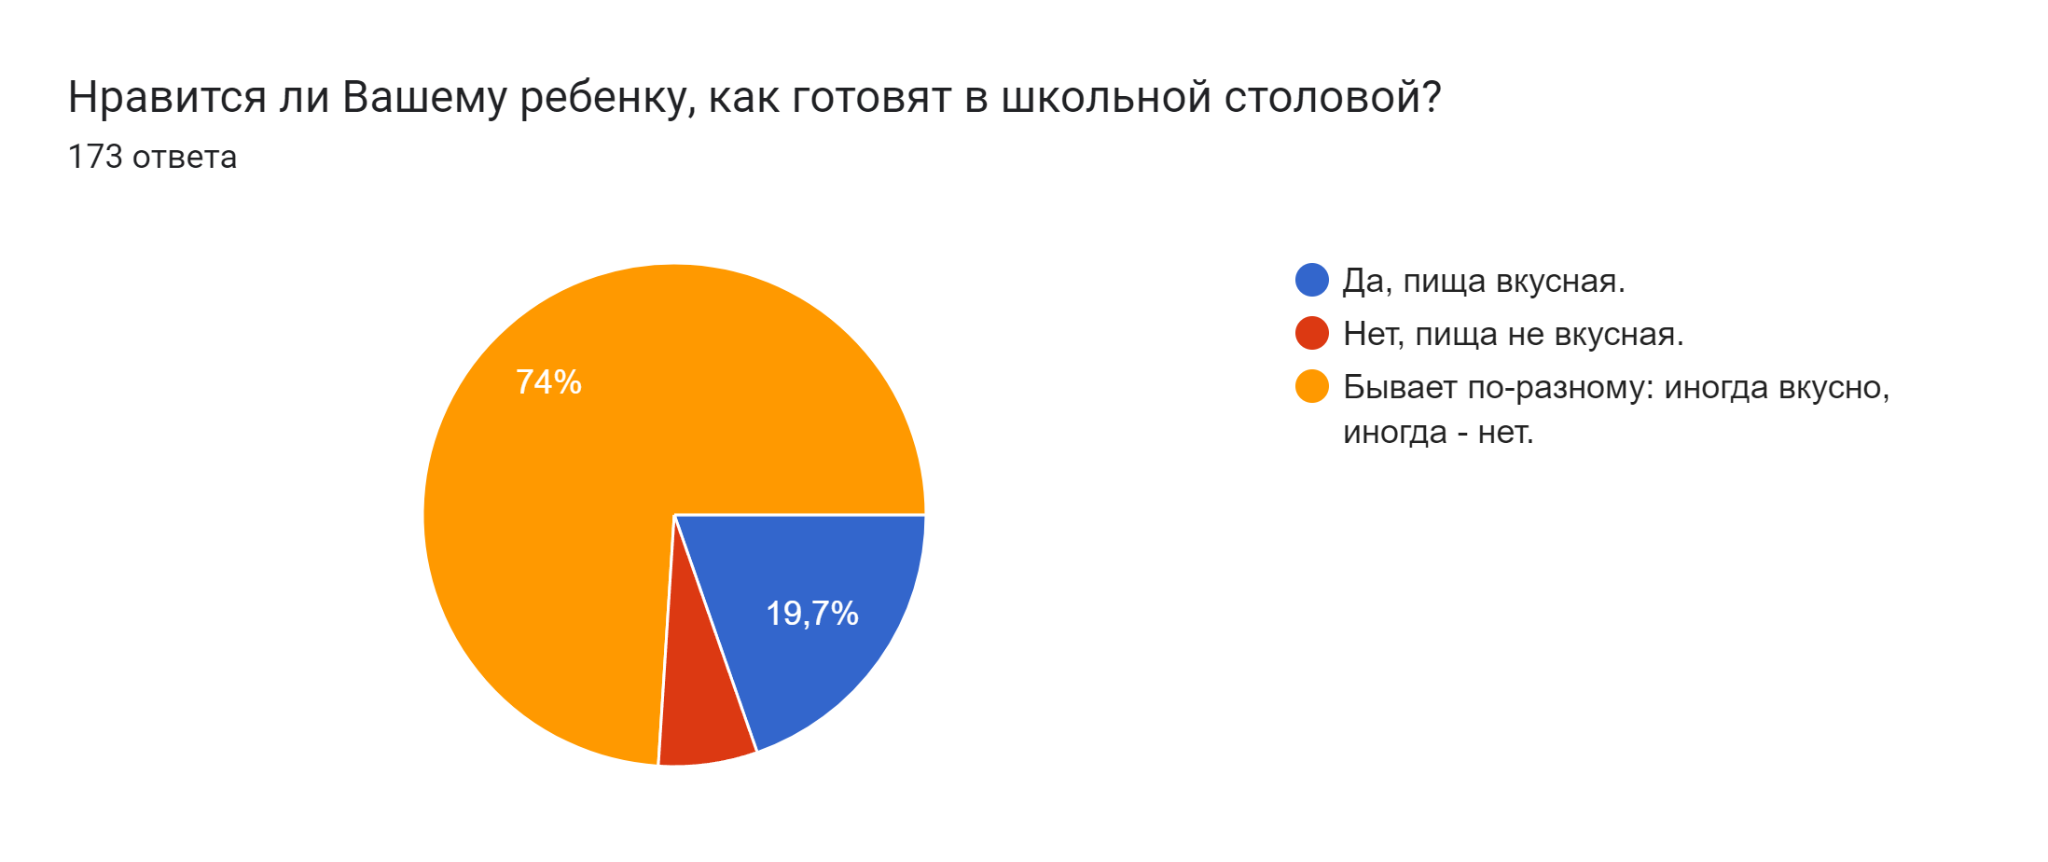 Нравится ли Вашему ребенку, как готовят в школьной столовой?
173 ответа
Да, пища вкусная.
Нет, пища не вкусная.
Бывает по-разному: иногда вкусно,
иногда - нет.
74%
19,7%